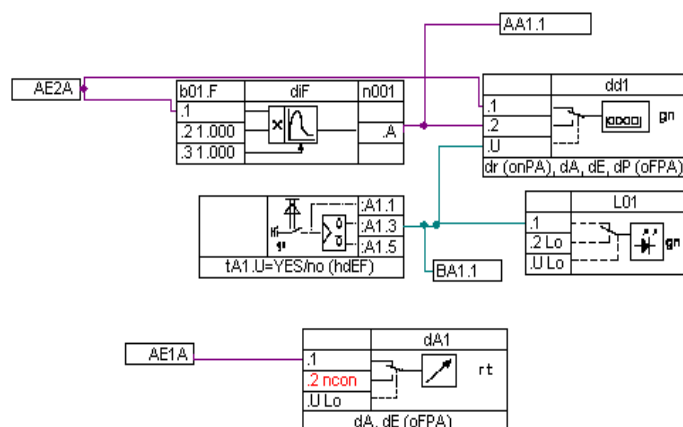 AA1.1
AE2A
b01.F diF n001
.1
.2 1.000 .A
.3 1.000
dd1
.1
.2 gn
.U
dr (onPA), dA, dE, dP (oFPA)
:A1.1
:A1.3
:A1.5
tA1.U=YES/no (hdEF)
BA1.1
L01
.1
.2 Lo gn
.U Lo
AE1A
dA1
.1 rt
.2 ncon
.U Lo
dA, dE (oFPA)